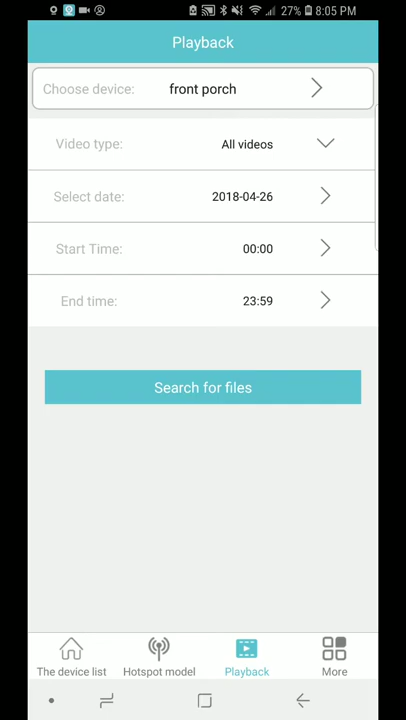 27% 8:05 PM
Playback
Choose device: front porch
Video type: All videos
Select date: 2018-04-26
Start Time: 00:00
End time: 23:59
Search for files
The device list Hotspot model Playback More